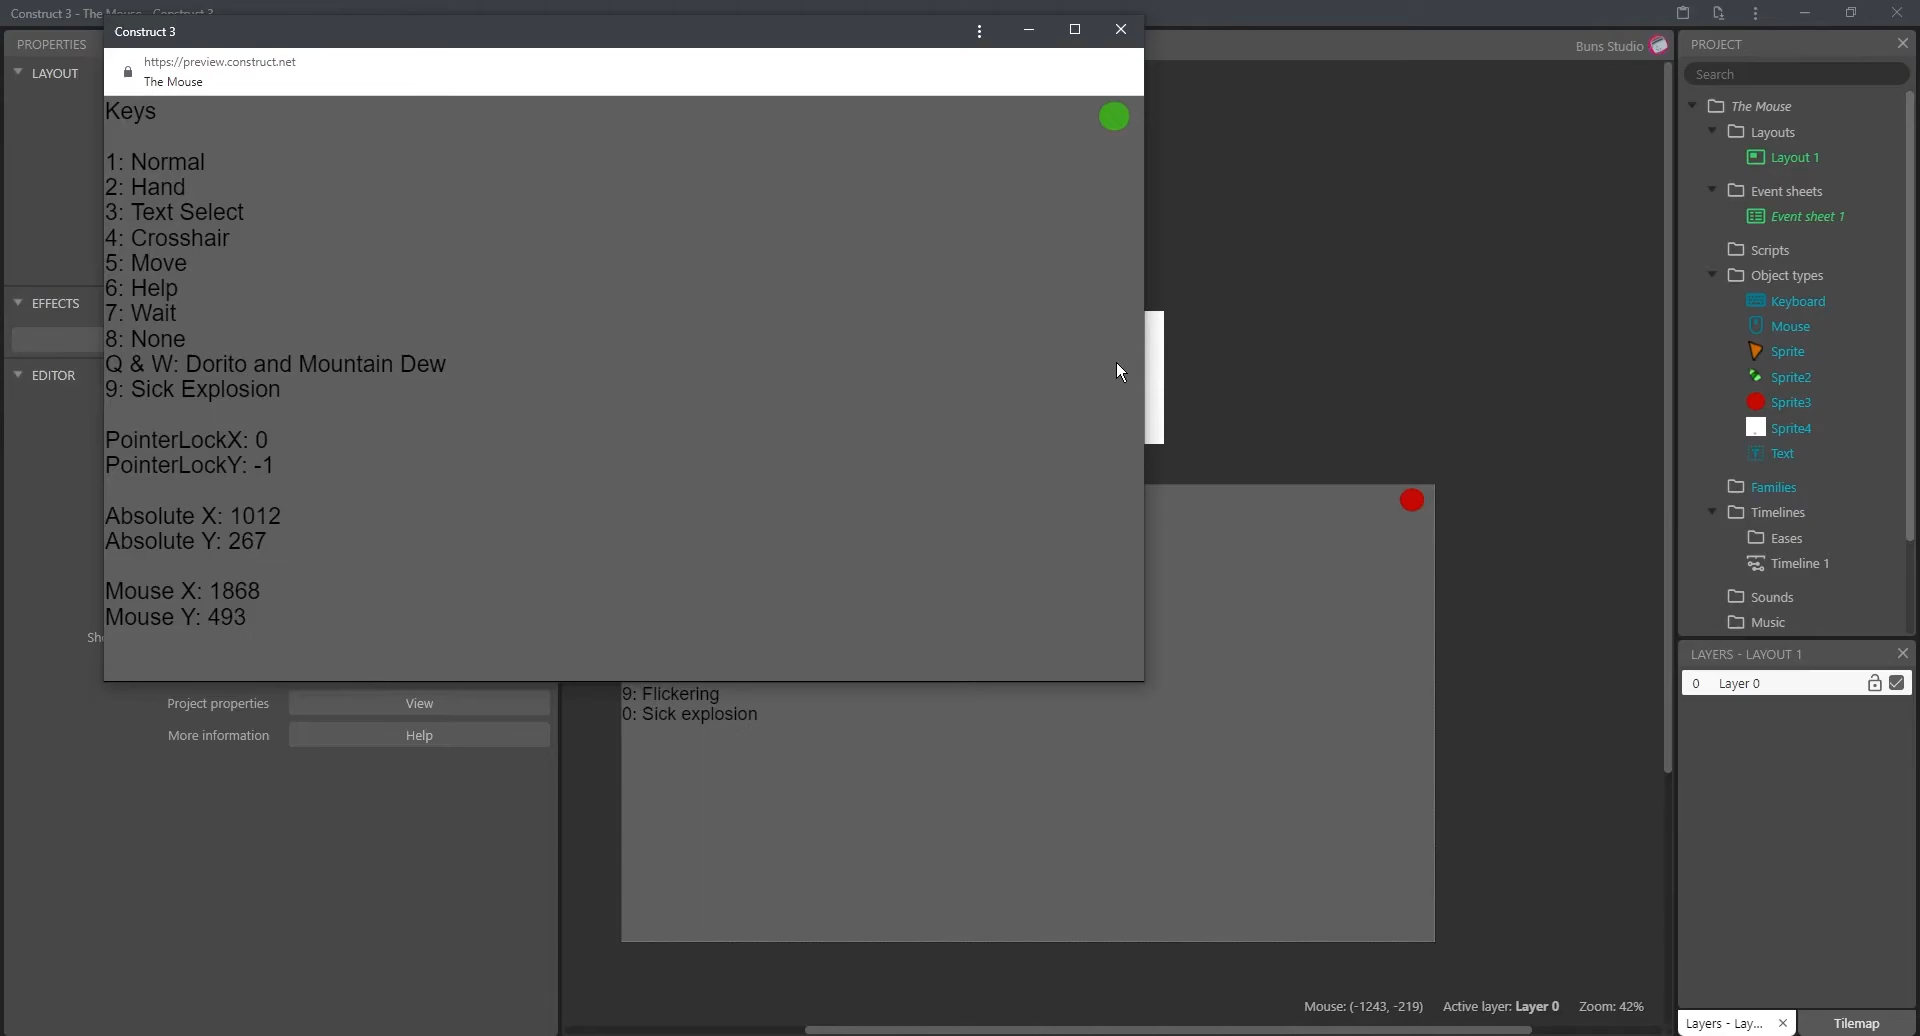 Construct 3 - The Mouse - Construct 3
Construct 3
https://preview.construct.net
The Mouse
PROPERTIES
LAYOUT
EFFECTS
EDITOR
Project properties
View
More information
Help
Keys
1: Normal
2: Hand
3: Text Select
4: Crosshair
5: Move
6: Help
7: Wait
8: None
Q & W: Dorito and Mountain Dew
9: Sick Explosion
PointerLockX: 0
PointerLockY: -1
Absolute X: 1012
Absolute Y: 267
Mouse X: 1868
Mouse Y: 493
9: Flickering
0: Sick explosion
Mouse: (-1243, -219)
Active layer: Layer 0
Zoom: 42%
Buns Studio
PROJECT
Search
The Mouse
Layouts
Layout 1
Event sheets
Event sheet 1
Scripts
Object types
Keyboard
Mouse
Sprite
Sprite2
Sprite3
Sprite4
Text
Families
Timelines
Eases
Timeline 1
Sounds
Music
LAYERS - LAYOUT 1
0 Layer 0
Layers - Lay...
Tilemap